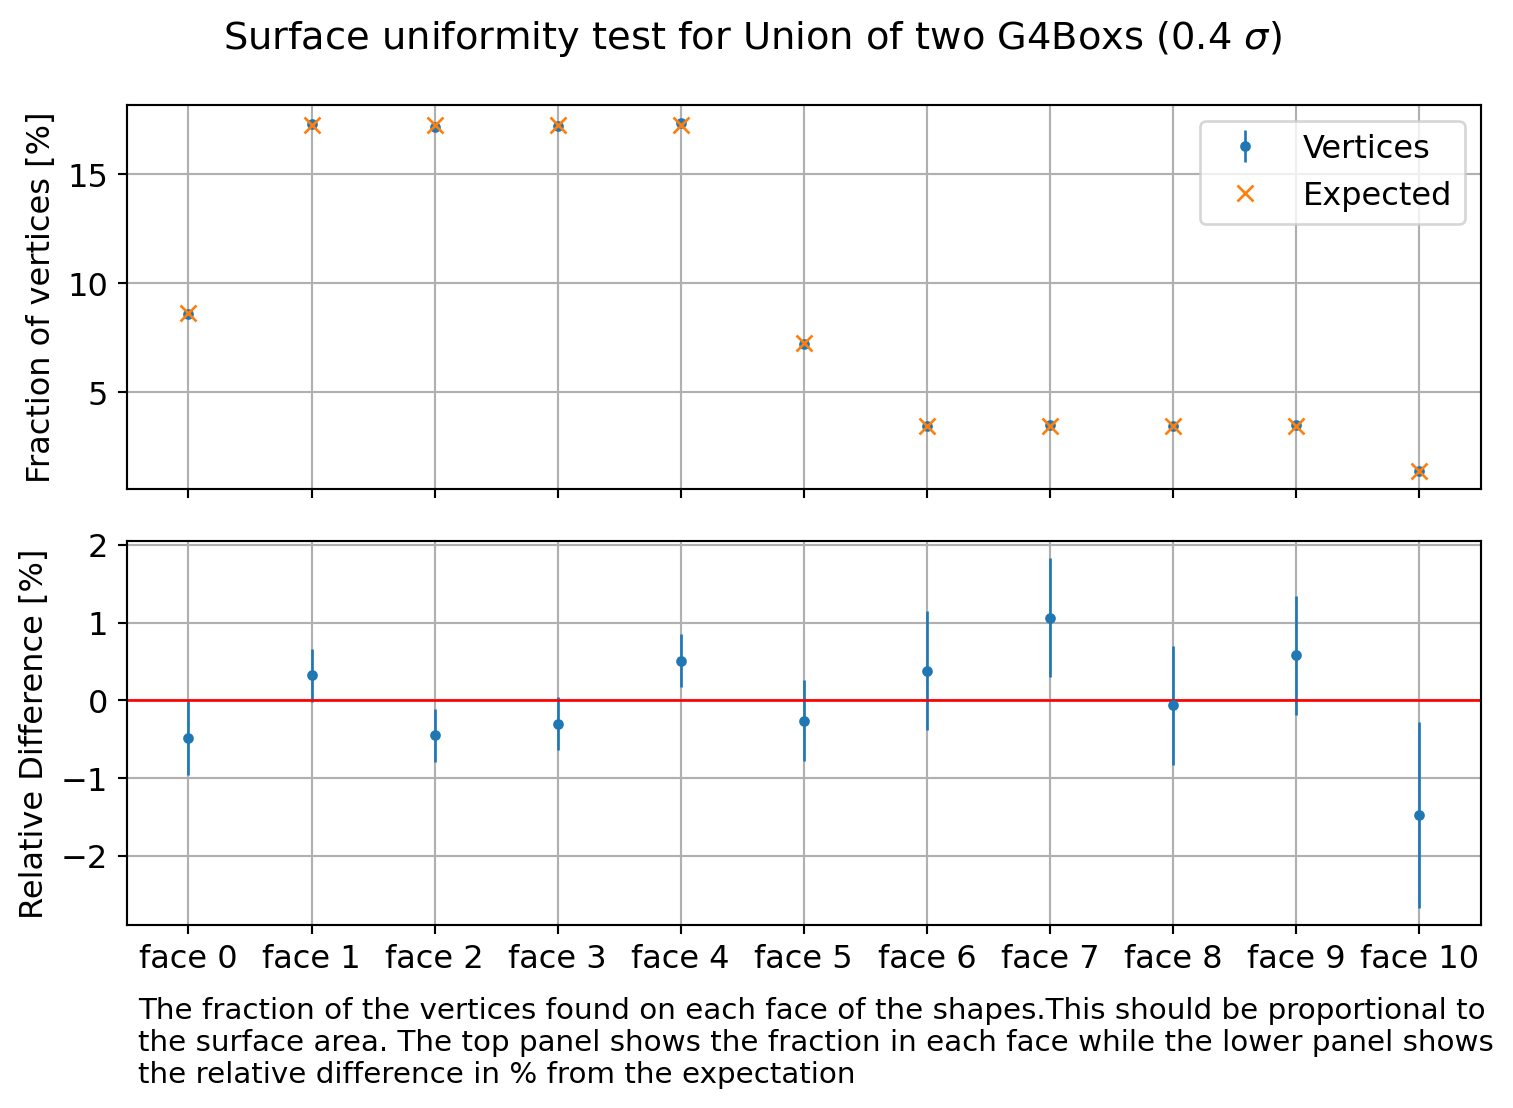 Surface uniformity test for Union of two G4Boxs (0.4 σ)
Fraction of vertices [%]
15
10
5
Vertices
Expected
Relative Difference [%]
2
1
0
−1
−2
face 0 face 1 face 2 face 3 face 4 face 5 face 6 face 7 face 8 face 9 face 10
The fraction of the vertices found on each face of the shapes.This should be proportional to
the surface area. The top panel shows the fraction in each face while the lower panel shows
the relative difference in % from the expectation